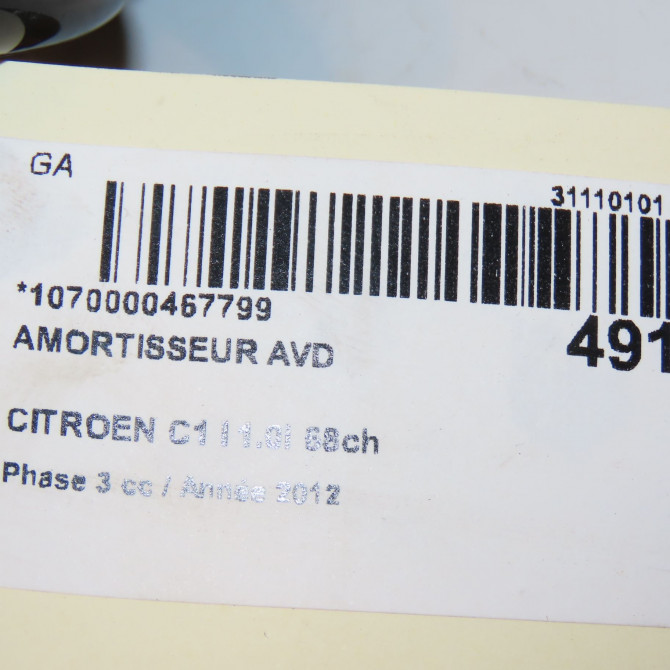 GA
31110101
*1070000467799
491
AMORTISSEUR AVD
CITROEN C1 I 1.0i 68ch
Phase 3 cc / Année 2012